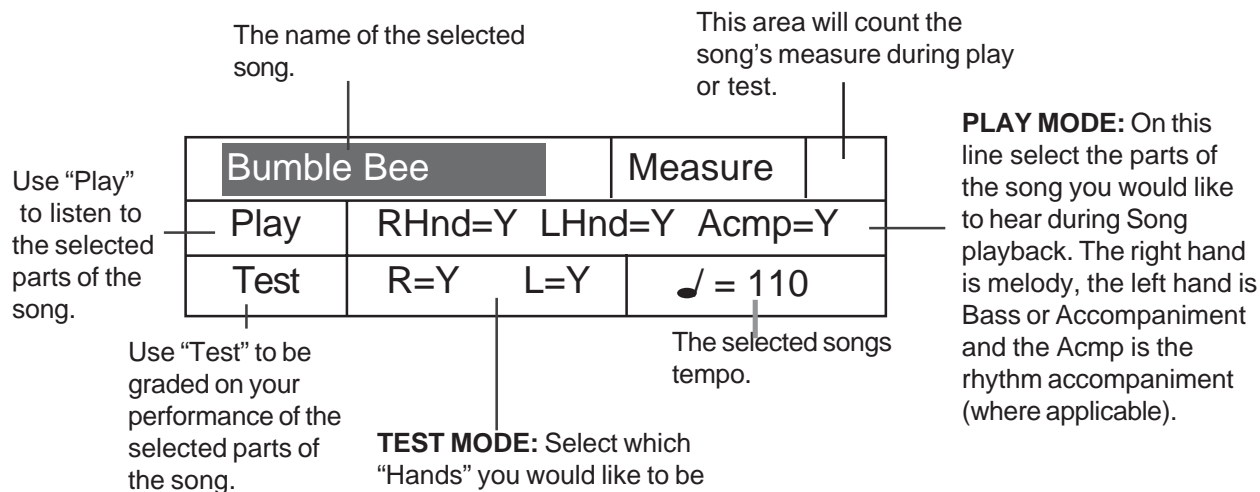 The name of the selected
song.
This area will count the
song's measure during play
or test.
Bumble Bee
Measure
Play
RHnd=Y LHnd=Y Acmp=Y
Test
R=Y L=Y
♩ = 110
Use “Play”
to listen to
the selected
parts of the
song.
Use “Test” to be
graded on your
performance of the
selected parts of
the song.
TEST MODE: Select which
“Hands” you would like to be
The selected songs
tempo.
PLAY MODE: On this
line select the parts of
the song you would like
to hear during Song
playback. The right hand
is melody, the left hand is
Bass or Accompaniment
and the Acmp is the
rhythm accompaniment
(where applicable).